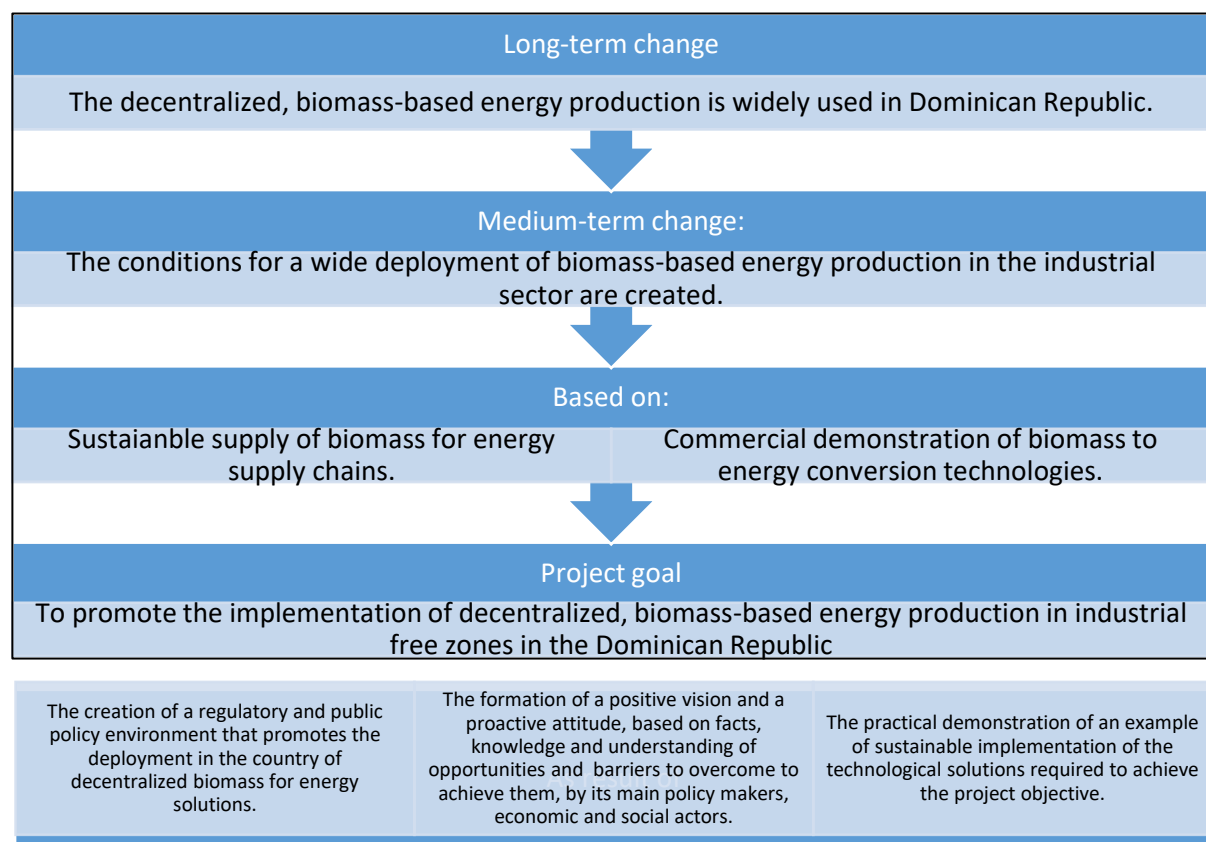 Long-term change
The decentralized, biomass-based energy production is widely used in Dominican Republic.
Medium-term change:
The conditions for a wide deployment of biomass-based energy production in the industrial
sector are created.
Based on:
Sustaianble supply of biomass for energy
supply chains.
Commercial demonstration of biomass to
energy conversion technologies.
Project goal
To promote the implementation of decentralized, biomass-based energy production in industrial
free zones in the Dominican Republic
The creation of a regulatory and public
policy environment that promotes the
deployment in the country of
decentralized biomass for energy
solutions.
The formation of a positive vision and a
proactive attitude, based on facts,
knowledge and understanding of
opportunities and barriers to overcome to
achieve them, by its main policy makers,
economic and social actors.
The practical demonstration of an example
of sustainable implementation of the
technological solutions required to achieve
the project objective.